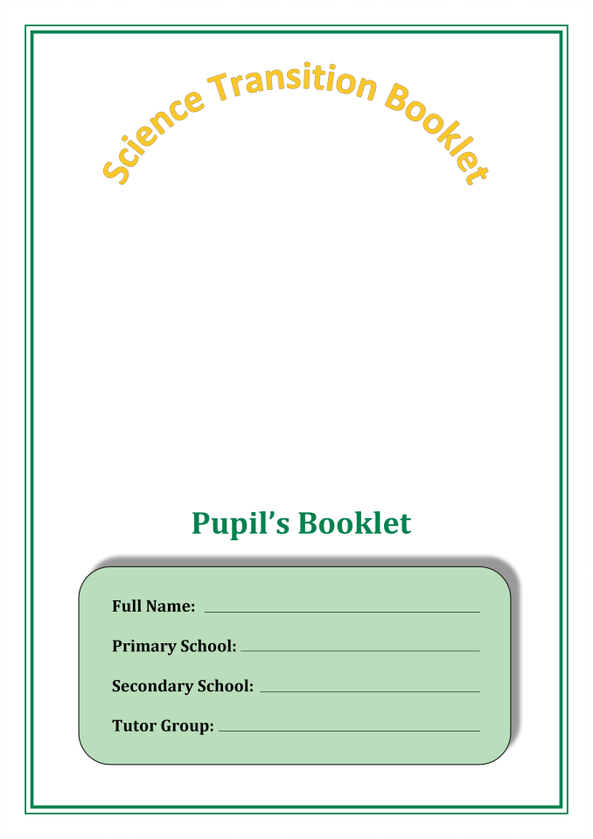 Science Transition Booklet
Pupil’s Booklet
Full Name:
Primary School:
Secondary School:
Tutor Group: